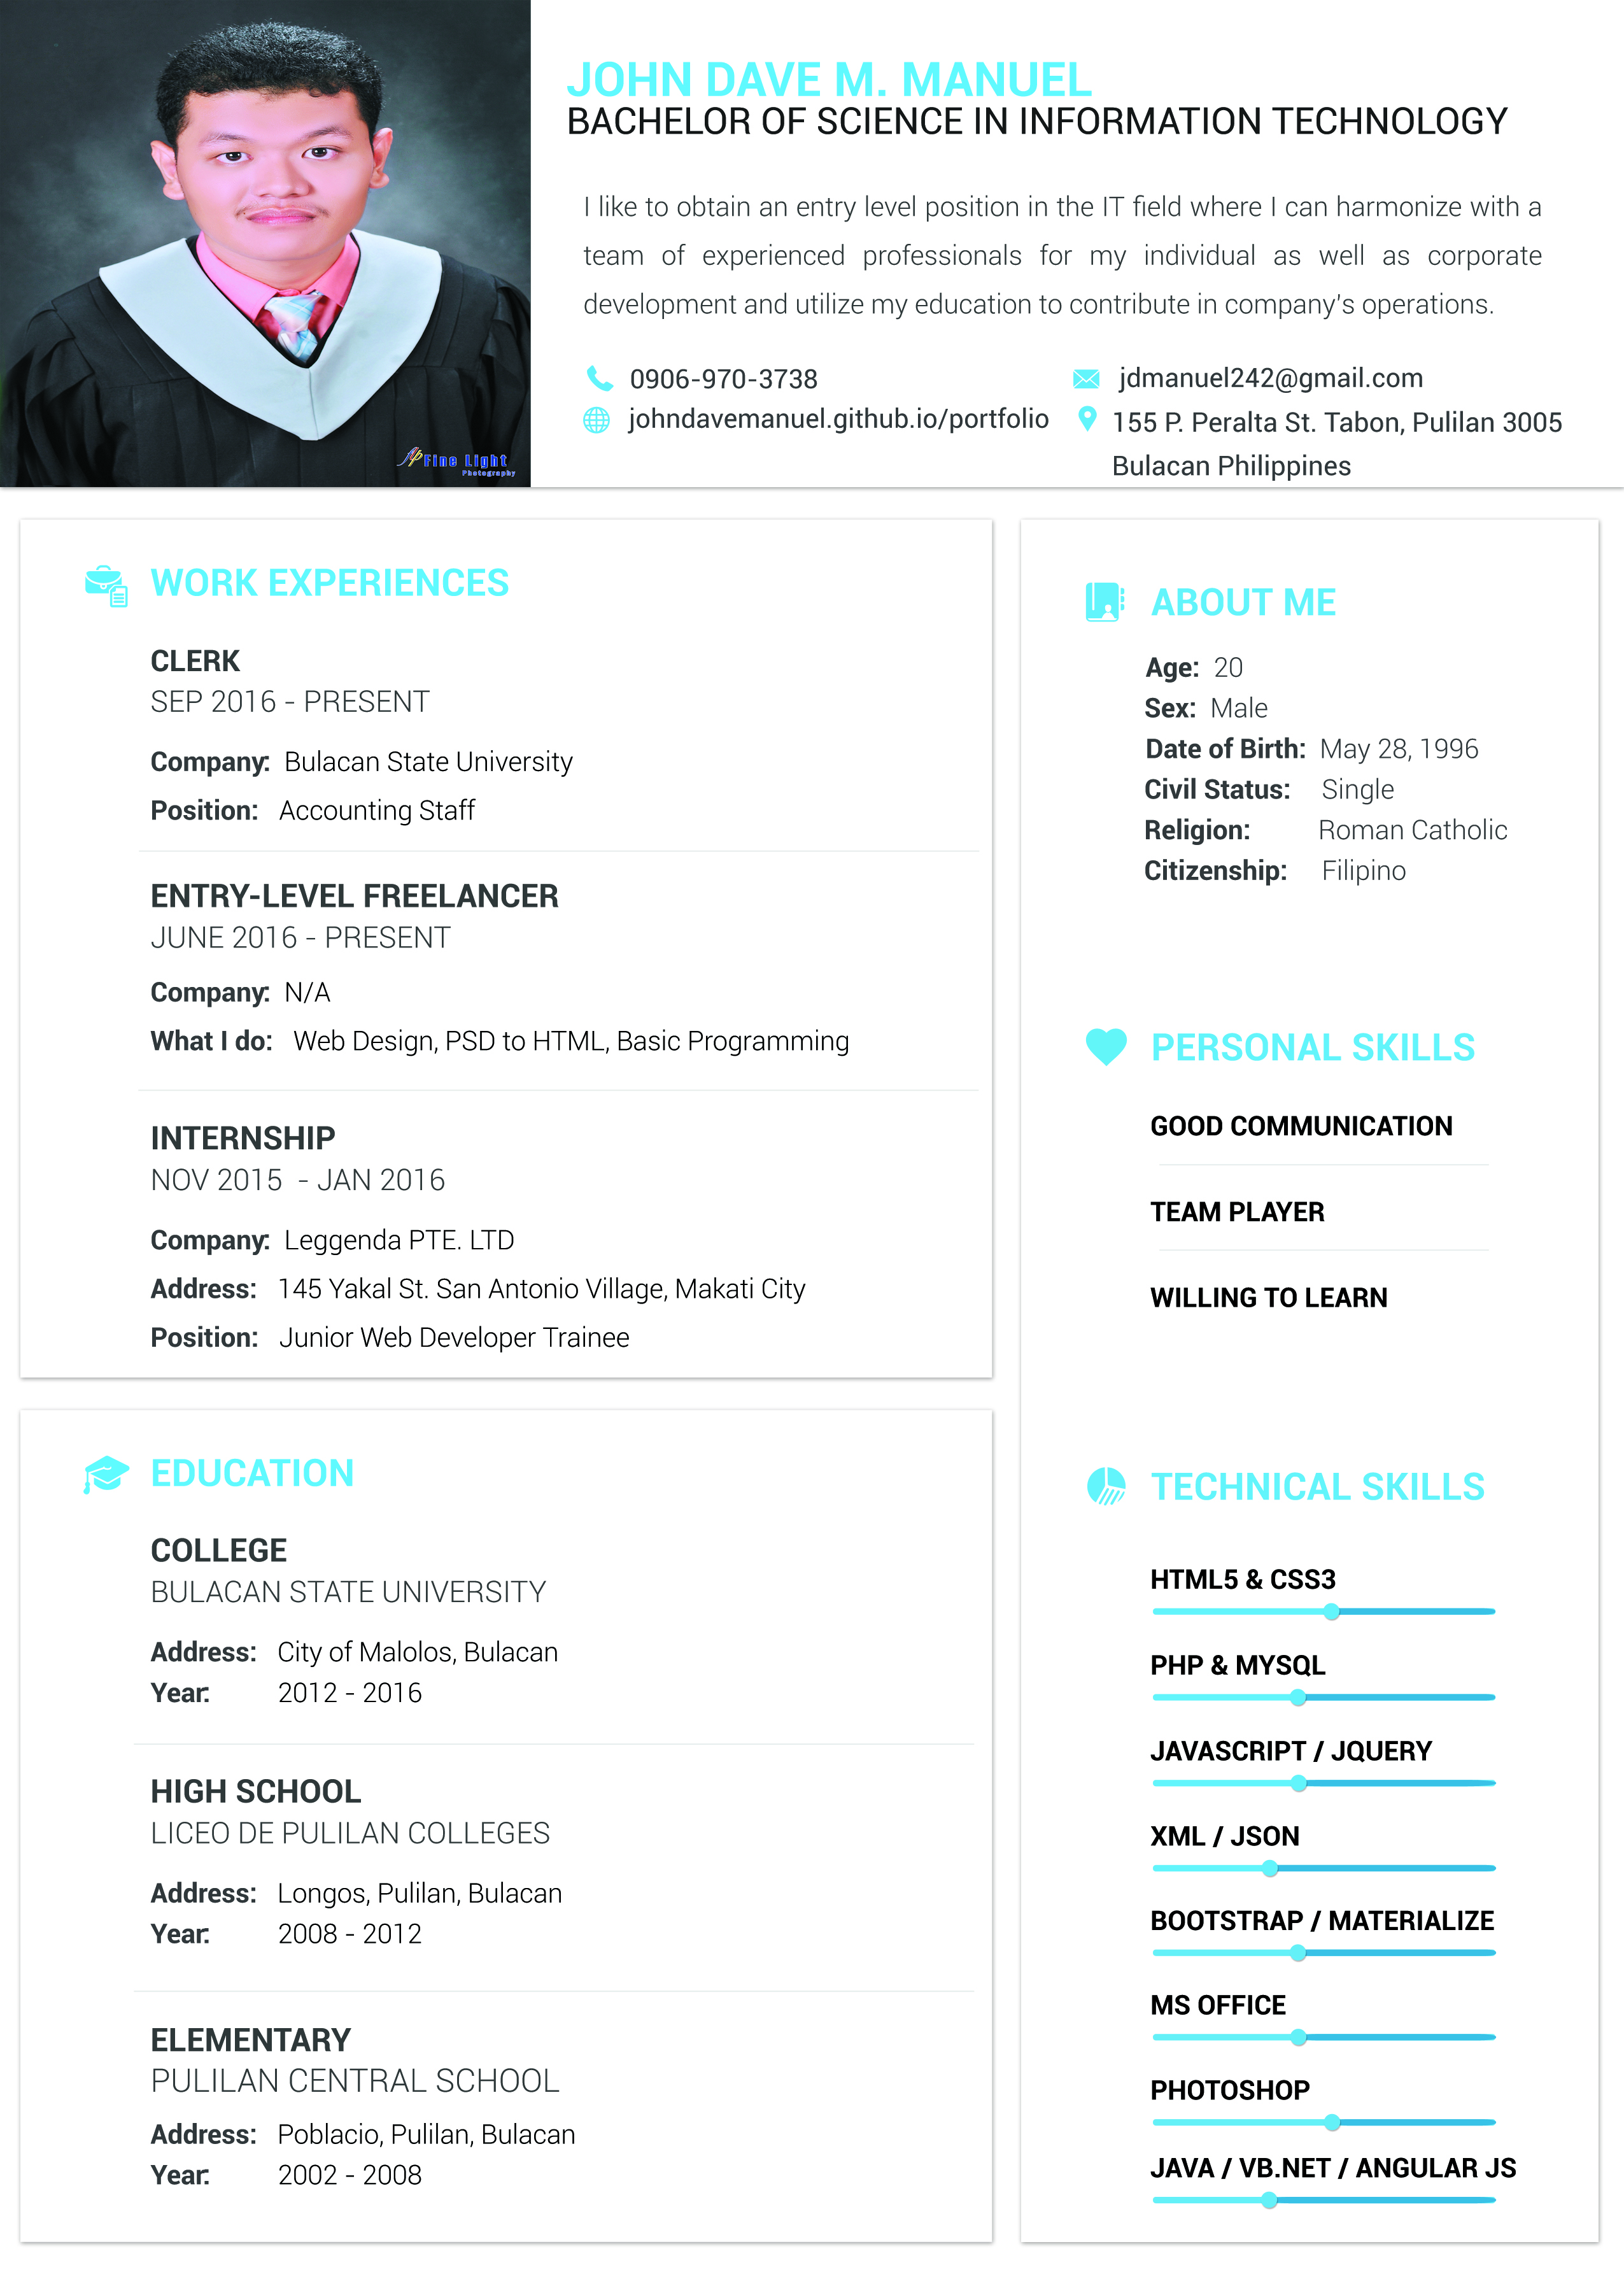 JOHN DAVE M. MANUEL
BACHELOR OF SCIENCE IN INFORMATION TECHNOLOGY
I like to obtain an entry level position in the IT field where I can harmonize with a
team of experienced professionals for my individual as well as corporate
development and utilize my education to contribute in company's operations.
0906-970-3738
jdmanuel242@gmail.com
johndavemanuel.github.io/portfolio
155 P. Peralta St. Tabon, Pulilan 3005
Bulacan Philippines
Fine Light
Photography
WORK EXPERIENCES
CLERK
SEP 2016 - PRESENT
Company: Bulacan State University
Position: Accounting Staff
ENTRY-LEVEL FREELANCER
JUNE 2016 - PRESENT
Company: N/A
What I do: Web Design, PSD to HTML, Basic Programming
INTERNSHIP
NOV 2015 - JAN 2016
Company: Leggenda PTE. LTD
Address: 145 Yakal St. San Antonio Village, Makati City
Position: Junior Web Developer Trainee
EDUCATION
COLLEGE
BULACAN STATE UNIVERSITY
Address: City of Malolos, Bulacan
Year: 2012 - 2016
HIGH SCHOOL
LICEO DE PULILAN COLLEGES
Address: Longos, Pulilan, Bulacan
Year: 2008 - 2012
ELEMENTARY
PULILAN CENTRAL SCHOOL
Address: Poblacio, Pulilan, Bulacan
Year: 2002 - 2008
ABOUT ME
Age: 20
Sex: Male
Date of Birth: May 28, 1996
Civil Status: Single
Religion: Roman Catholic
Citizenship: Filipino
PERSONAL SKILLS
GOOD COMMUNICATION
TEAM PLAYER
WILLING TO LEARN
TECHNICAL SKILLS
HTML5 & CSS3
PHP & MYSQL
JAVASCRIPT / JQUERY
XML / JSON
BOOTSTRAP / MATERIALIZE
MS OFFICE
PHOTOSHOP
JAVA / VB.NET / ANGULAR JS